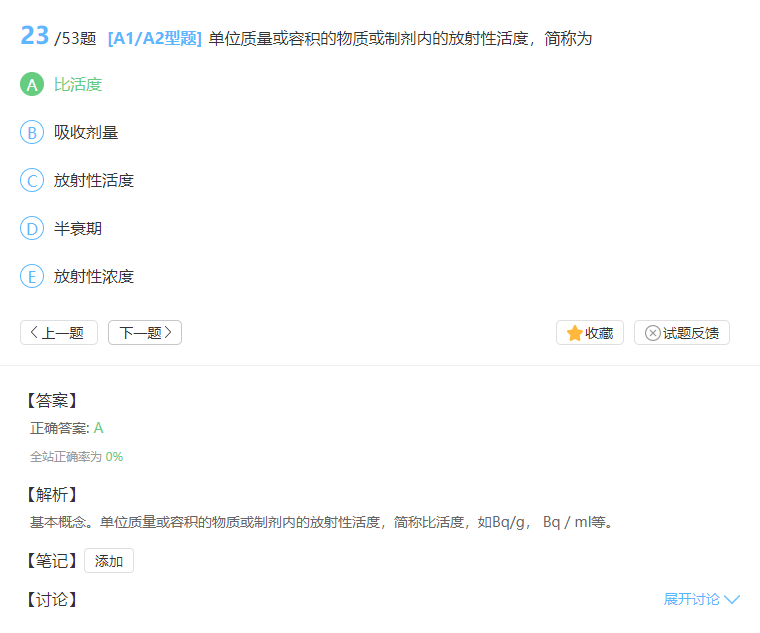 23 /53题 [A1/A2型题] 单位质量或容积的物质或制剂内的放射性活度，简称为
A 比活度
B 吸收剂量
C 放射性活度
D 半衰期
E 放射性浓度
上一题 下一题 收藏 试题反馈
【答案】
正确答案: A
全站正确率为 0%
【解析】
基本概念。单位质量或容积的物质或制剂内的放射性活度，简称比活度，如Bq/g， Bq / ml等。
【笔记】 添加
【讨论】 展开讨论